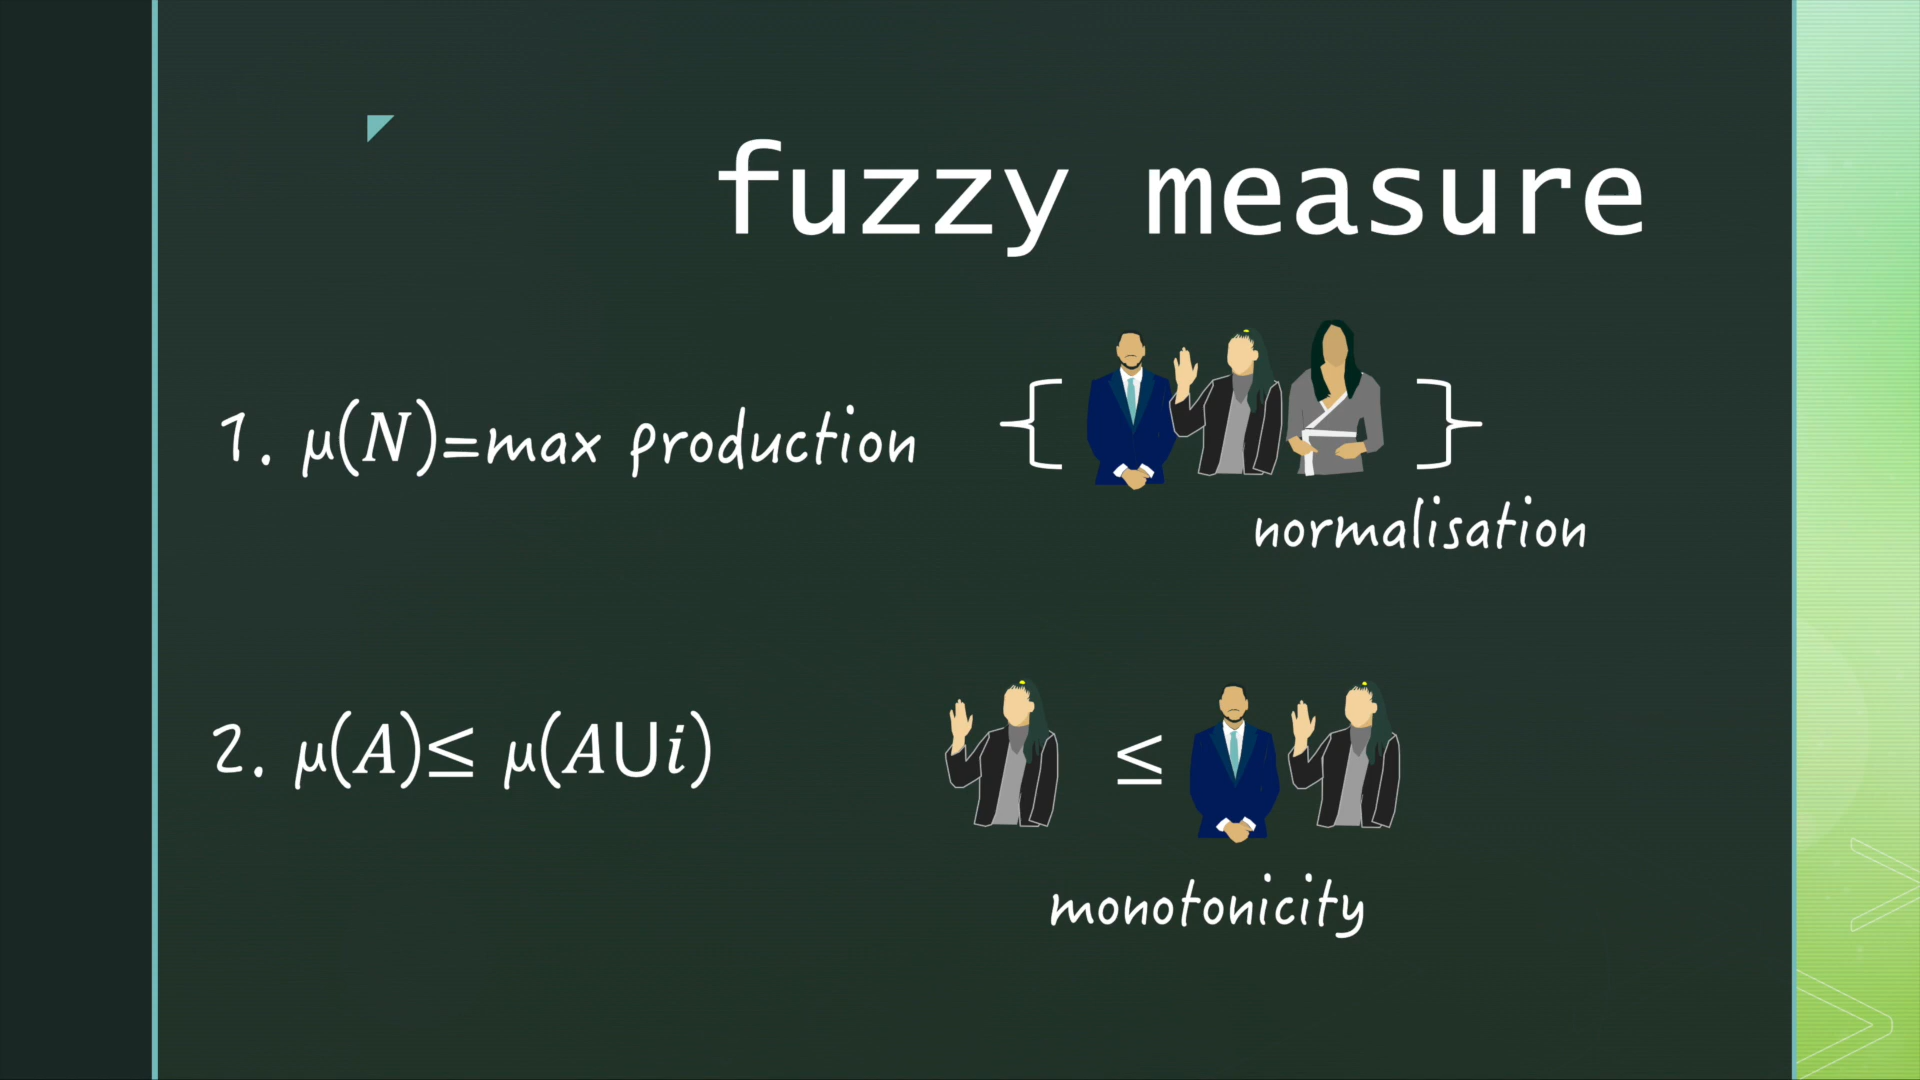 fuzzy measure
1. μ(N)=max production
normalisation
2. μ(A)≤ μ(A∪i)
≤
monotonicity